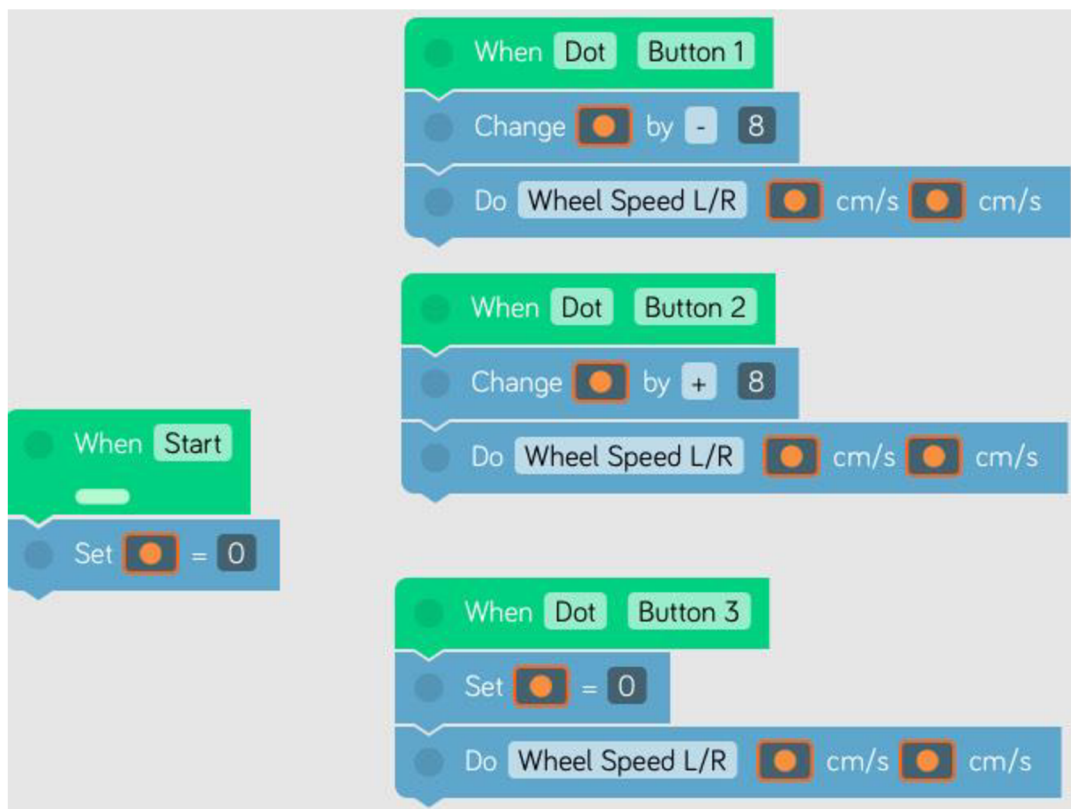 When Dot Button 1
Change by - 8
Do Wheel Speed L/R cm/s cm/s
When Dot Button 2
Change by + 8
Do Wheel Speed L/R cm/s cm/s
When Start
Set = 0
When Dot Button 3
Set = 0
Do Wheel Speed L/R cm/s cm/s